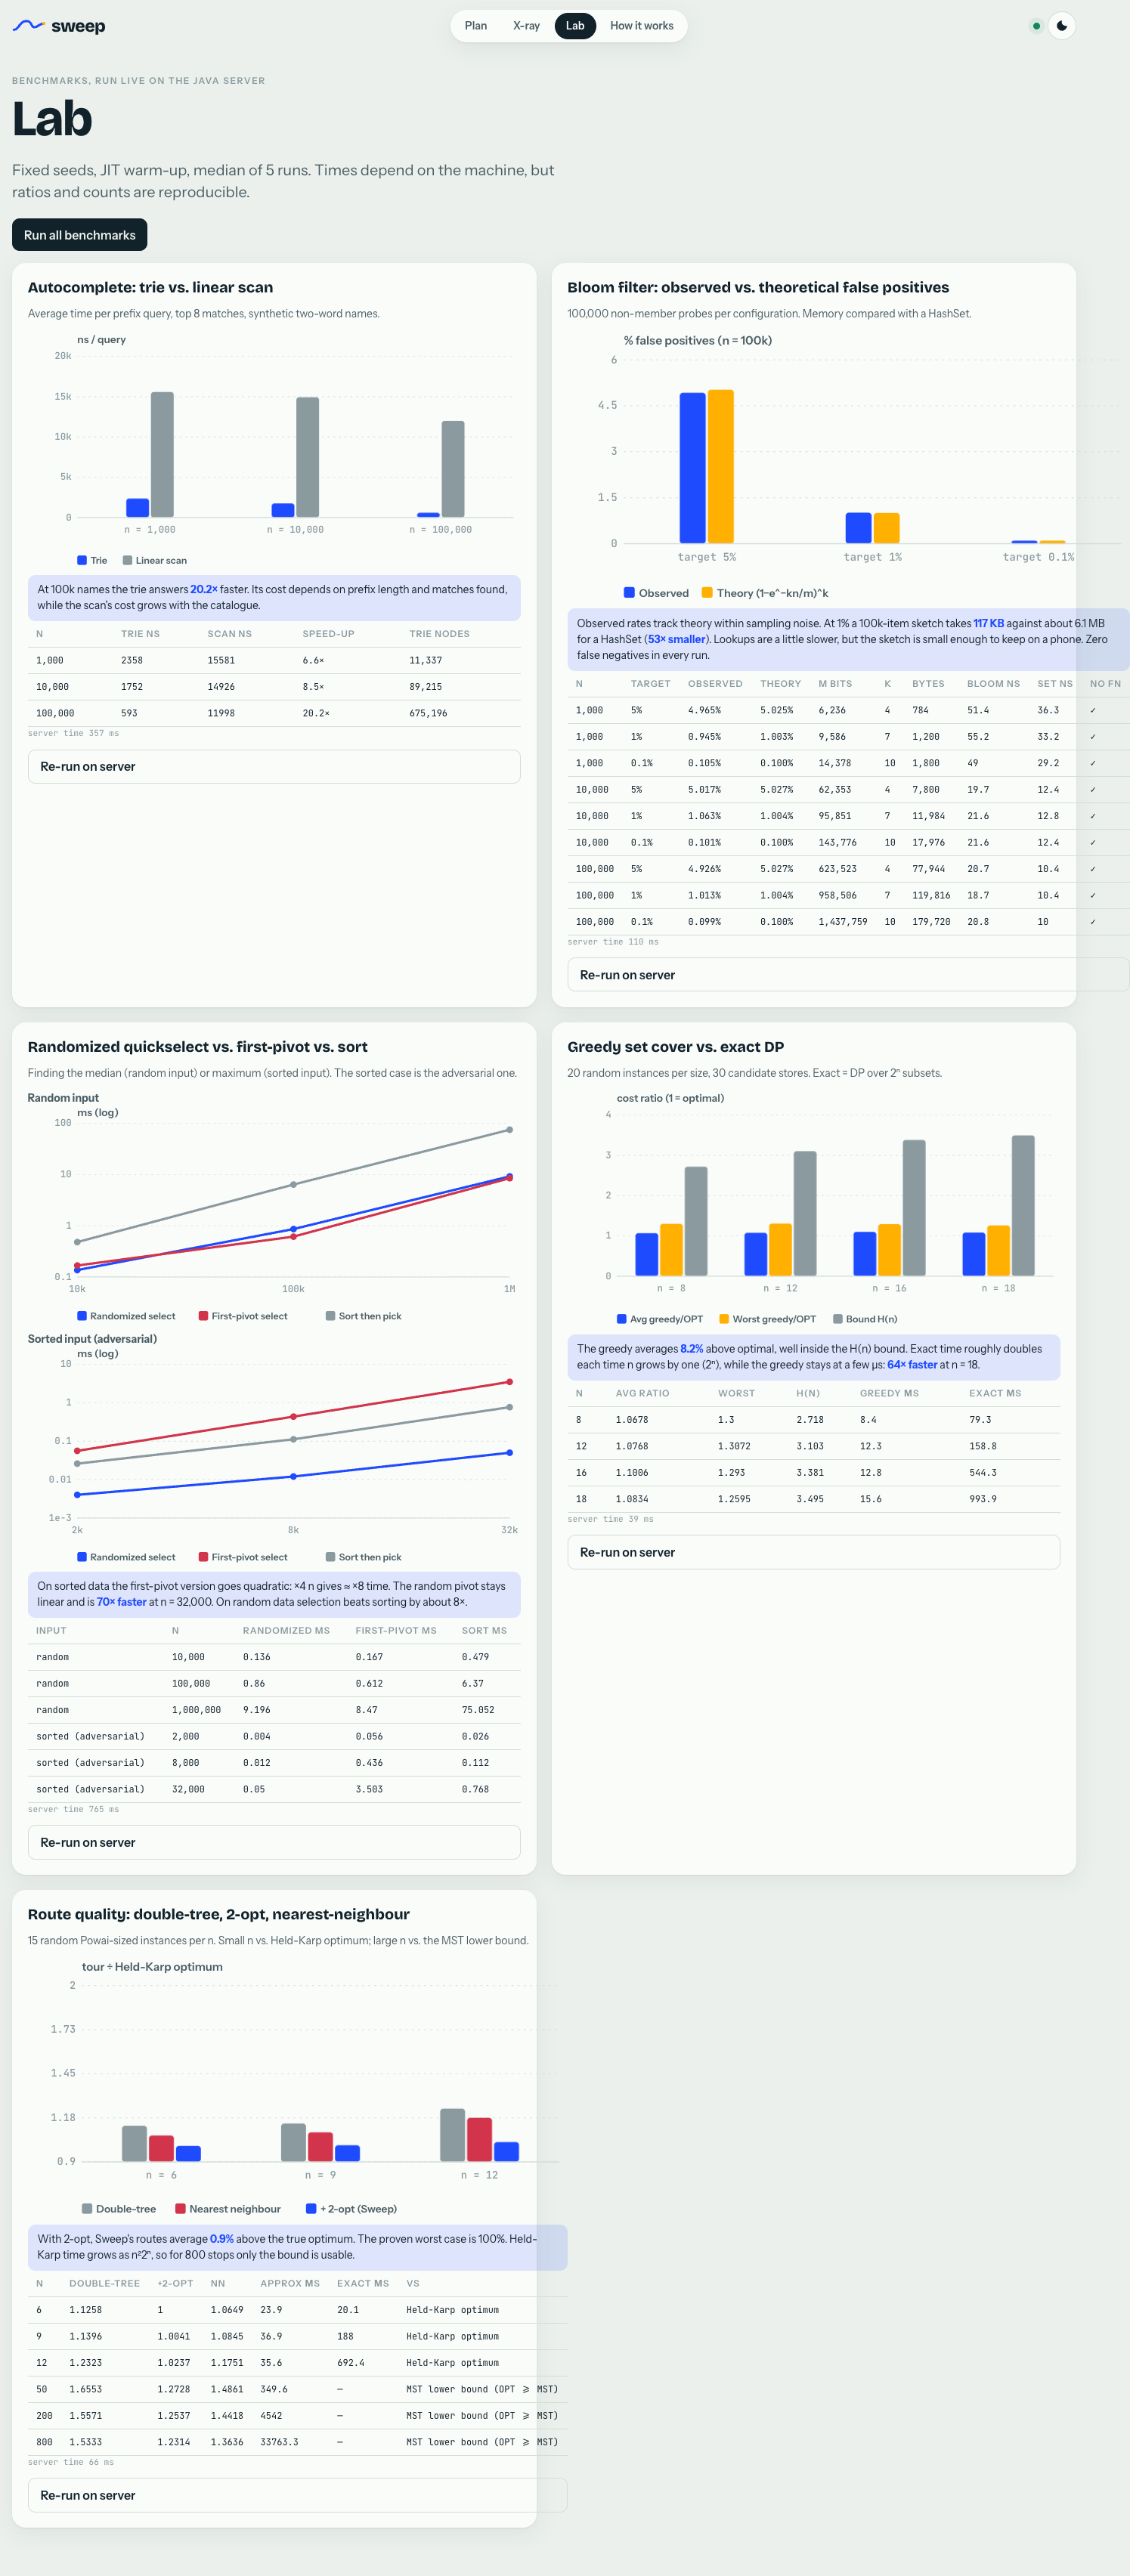 sweep
Plan X-ray Lab How it works
BENCHMARKS, RUN LIVE ON THE JAVA SERVER
Lab
Fixed seeds, JIT warm-up, median of 5 runs. Times depend on the machine, but
ratios and counts are reproducible.
Run all benchmarks
Autocomplete: trie vs. linear scan
Average time per prefix query, top 8 matches, synthetic two-word names.
ns / query
20k
15k
10k
5k
0
n = 1,000 n = 10,000 n = 100,000
Trie Linear scan
At 100k names the trie answers 20.2× faster. Its cost depends on prefix length and matches found,
while the scan's cost grows with the catalogue.
N TRIE NS SCAN NS SPEED-UP TRIE NODES
1,000 2358 15581 6.6× 11,337
10,000 1752 14926 8.5× 89,215
100,000 593 11998 20.2× 675,196
server time 357 ms
Re-run on server
Bloom filter: observed vs. theoretical false positives
100,000 non-member probes per configuration. Memory compared with a HashSet.
% false positives (n = 100k)
6
4.5
3
1.5
0
target 5% target 1% target 0.1%
Observed Theory (1−e^−kn/m)^k
Observed rates track theory within sampling noise. At 1% a 100k-item sketch takes 117 KB against about 6.1 MB
for a HashSet (53× smaller). Lookups are a little slower, but the sketch is small enough to keep on a phone. Zero
false negatives in every run.
N TARGET OBSERVED THEORY M BITS K BYTES BLOOM NS SET NS NO FN
1,000 5% 4.965% 5.025% 6,236 4 784 51.4 36.3 ✓
1,000 1% 0.945% 1.003% 9,586 7 1,200 55.2 33.2 ✓
1,000 0.1% 0.105% 0.100% 14,378 10 1,800 49 29.2 ✓
10,000 5% 5.017% 5.027% 62,353 4 7,800 19.7 12.4 ✓
10,000 1% 1.063% 1.004% 95,851 7 11,984 21.6 12.8 ✓
10,000 0.1% 0.101% 0.100% 143,776 10 17,976 21.6 12.4 ✓
100,000 5% 4.926% 5.027% 623,523 4 77,944 20.7 10.4 ✓
100,000 1% 1.013% 1.004% 958,506 7 119,816 18.7 10.4 ✓
100,000 0.1% 0.099% 0.100% 1,437,759 10 179,720 20.8 10 ✓
server time 110 ms
Re-run on server
Randomized quickselect vs. first-pivot vs. sort
Finding the median (random input) or maximum (sorted input). The sorted case is the adversarial one.
Random input
ms (log)
100
10
1
0.1
10k 100k 1M
Randomized select First-pivot select Sort then pick
Sorted input (adversarial)
ms (log)
10
1
0.1
0.01
1e-3
2k 8k 32k
Randomized select First-pivot select Sort then pick
On sorted data the first-pivot version goes quadratic: ×4 n gives ≈ ×8 time. The random pivot stays
linear and is 70× faster at n = 32,000. On random data selection beats sorting by about 8×.
INPUT N RANDOMIZED MS FIRST-PIVOT MS SORT MS
random 10,000 0.136 0.167 0.479
random 100,000 0.86 0.612 6.37
random 1,000,000 9.196 8.47 75.052
sorted (adversarial) 2,000 0.004 0.056 0.026
sorted (adversarial) 8,000 0.012 0.436 0.112
sorted (adversarial) 32,000 0.05 3.503 0.768
server time 765 ms
Re-run on server
Greedy set cover vs. exact DP
20 random instances per size, 30 candidate stores. Exact = DP over 2ⁿ subsets.
cost ratio (1 = optimal)
4
3
2
1
0
n = 8 n = 12 n = 16 n = 18
Avg greedy/OPT Worst greedy/OPT Bound H(n)
The greedy averages 8.2% above optimal, well inside the H(n) bound. Exact time roughly doubles
each time n grows by one (2ⁿ), while the greedy stays at a few µs: 64× faster at n = 18.
N AVG RATIO WORST H(N) GREEDY ΜS EXACT ΜS
8 1.0678 1.3 2.718 8.4 79.3
12 1.0768 1.3072 3.103 12.3 158.8
16 1.1006 1.293 3.381 12.8 544.3
18 1.0834 1.2595 3.495 15.6 993.9
server time 39 ms
Re-run on server
Route quality: double-tree, 2-opt, nearest-neighbour
15 random Powai-sized instances per n. Small n vs. Held-Karp optimum; large n vs. the MST lower bound.
tour ÷ Held-Karp optimum
2
1.73
1.45
1.18
0.9
n = 6 n = 9 n = 12
Double-tree Nearest neighbour + 2-opt (Sweep)
With 2-opt, Sweep's routes average 0.9% above the true optimum. The proven worst case is 100%. Held-
Karp time grows as n²2ⁿ, so for 800 stops only the bound is usable.
N DOUBLE-TREE +2-OPT NN APPROX ΜS EXACT ΜS VS
6 1.1258 1 1.0649 23.9 20.1 Held-Karp optimum
9 1.1396 1.0041 1.0845 36.9 188 Held-Karp optimum
12 1.2323 1.0237 1.1751 35.6 692.4 Held-Karp optimum
50 1.6553 1.2728 1.4861 349.6 — MST lower bound (OPT ⩾ MST)
200 1.5571 1.2537 1.4418 4542 — MST lower bound (OPT ⩾ MST)
800 1.5333 1.2314 1.3636 33763.3 — MST lower bound (OPT ⩾ MST)
server time 66 ms
Re-run on server